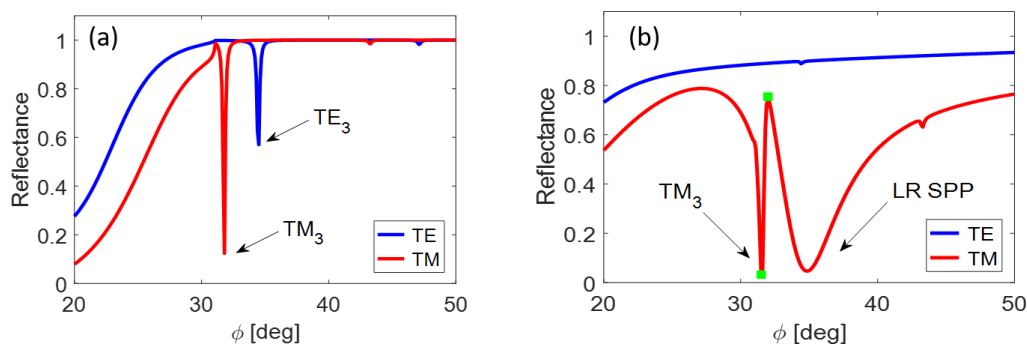 (a)
Reflectance
1
0.8
0.6
0.4
0.2
0
20
30
40
50
ϕ [deg]
TE₃
TM₃
TE
TM
(b)
Reflectance
1
0.8
0.6
0.4
0.2
0
20
30
40
50
ϕ [deg]
TM₃
LR SPP
TE
TM